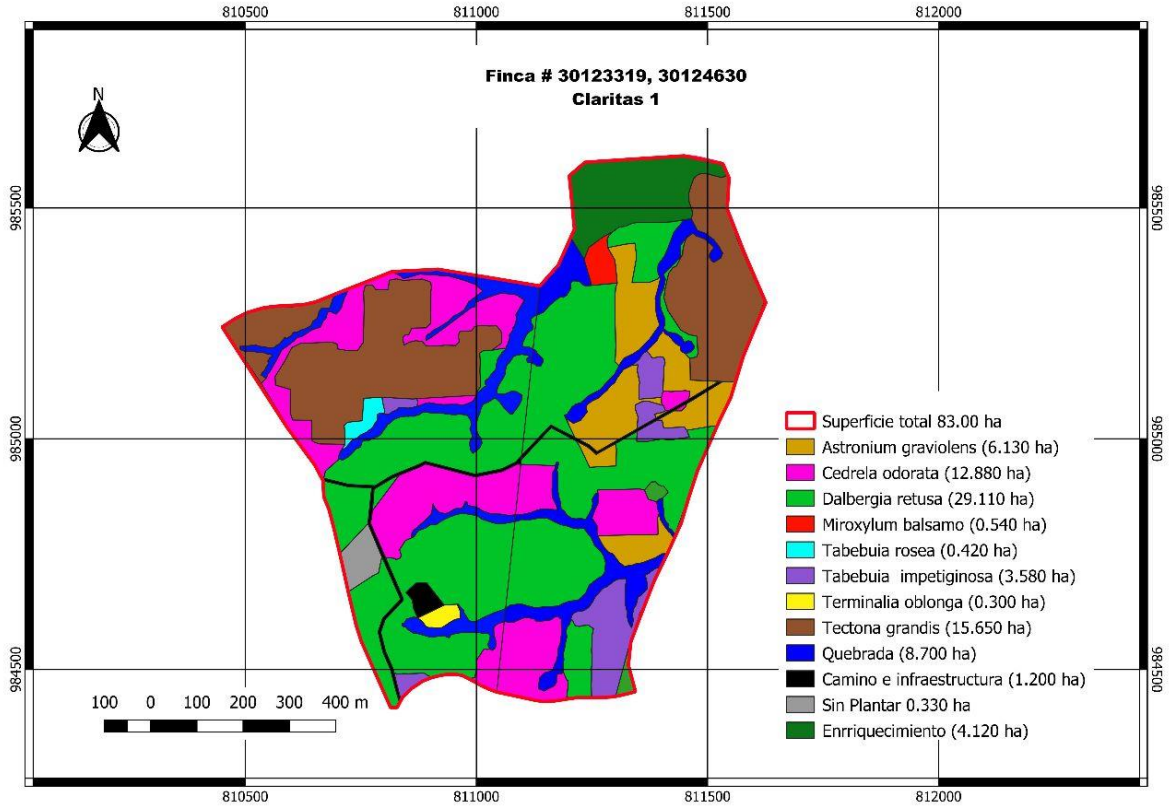 810500 811000 811500 812000
Finca # 30123319, 30124630
Claritas 1
N
985500 985500
985000 985000
984500 984500
Superficie total 83.00 ha
Astronium graviolens (6.130 ha)
Cedrela odorata (12.880 ha)
Dalbergia retusa (29.110 ha)
Miroxylum balsamo (0.540 ha)
Tabebuia rosea (0.420 ha)
Tabebuia impetiginosa (3.580 ha)
Terminalia oblonga (0.300 ha)
Tectona grandis (15.650 ha)
Quebrada (8.700 ha)
Camino e infraestructura (1.200 ha)
Sin Plantar 0.330 ha
Enrriquecimiento (4.120 ha)
100 0 100 200 300 400 m
810500 811000 811500 812000